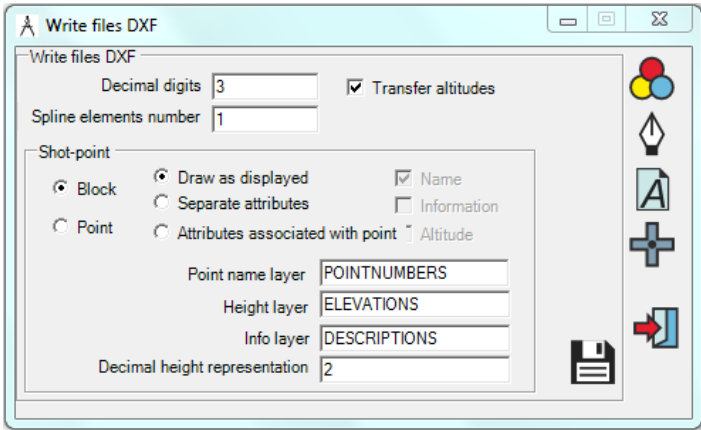 Write files DXF
Write files DXF
Decimal digits 3 Transfer altitudes
Spline elements number 1
Shot-point
Block Draw as displayed Name
Separate attributes Information
Point Attributes associated with point Altitude
Point name layer POINTNUMBERS
Height layer ELEVATIONS
Info layer DESCRIPTIONS
Decimal height representation 2
A